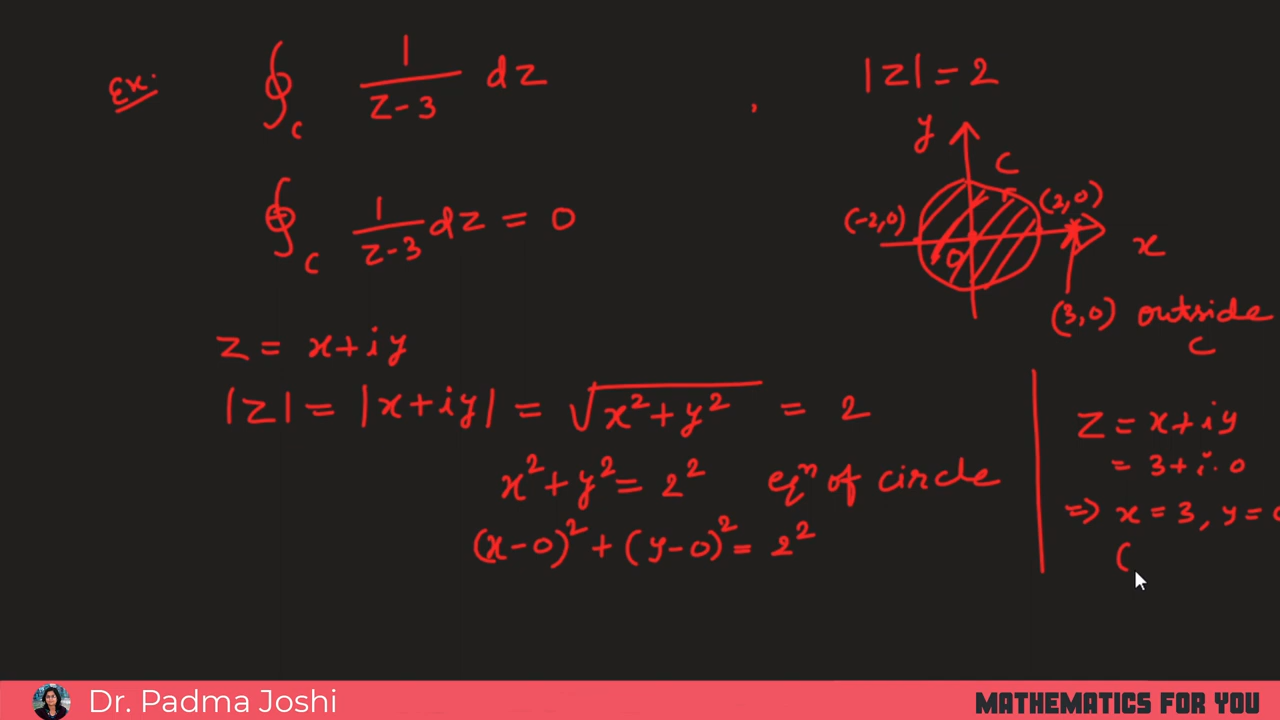 Ex:
∮_C 1/(z-3) dz , |z| = 2
y
C
(-2,0) (2,0)
O x
∮_C 1/(z-3) dz = 0
(3,0) outside C
z = x+iy
|z| = |x+iy| = √(x²+y²) = 2
x²+y² = 2² eqⁿ of circle
(x-0)² + (y-0)² = 2²
z = x+iy
= 3+i·0
⇒ x = 3, y =
(
Dr. Padma Joshi
MATHEMATICS FOR YOU